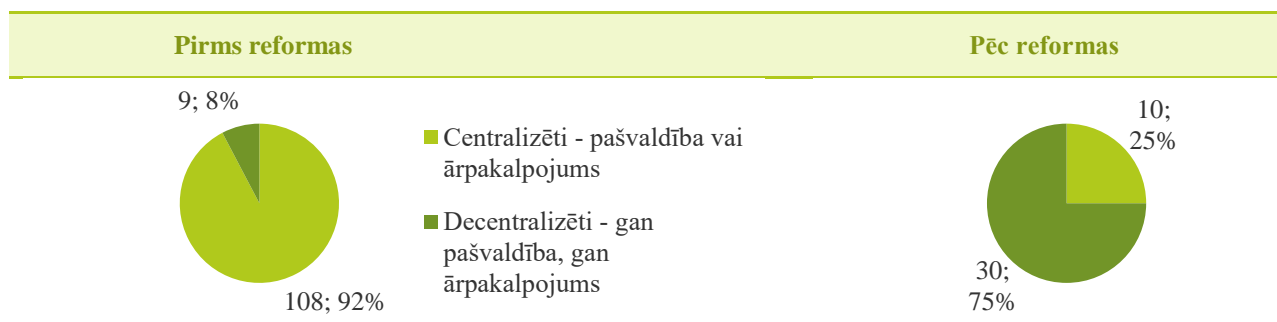 Pirms reformas
Pēc reformas
9; 8%
Centralizēti - pašvaldība vai
ārpakalpojums
Decentralizēti - gan
pašvaldība, gan
ārpakalpojums
108; 92%
10;
25%
30;
75%